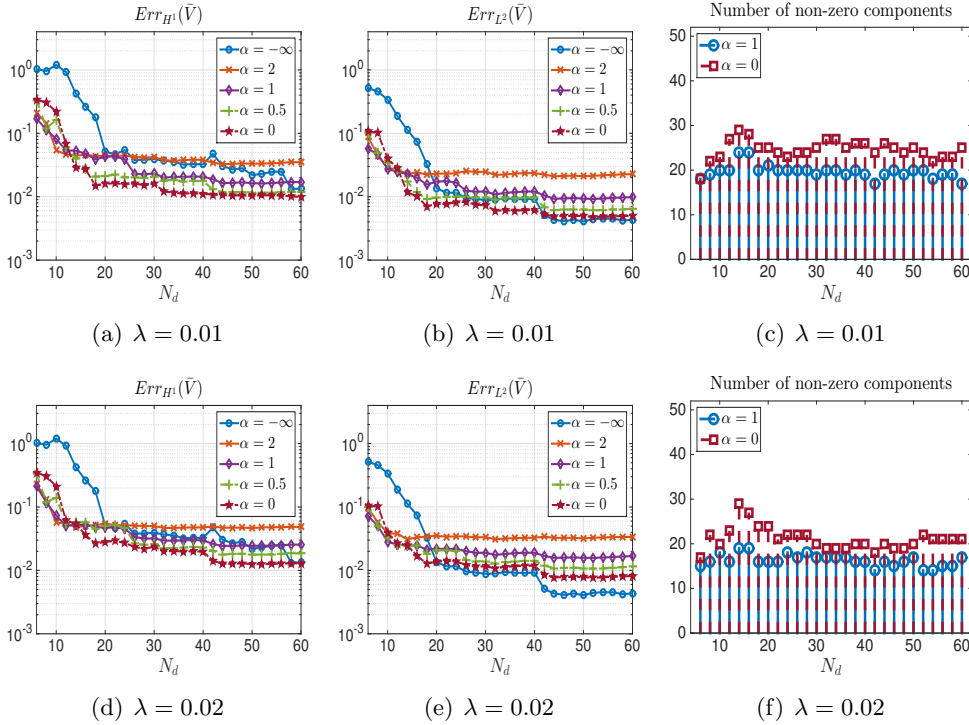 Err_{H^1}(V̄)
10^0
10^{-1}
10^{-2}
10^{-3}
10 20 30 40 50 60
N_d
α = −∞
α = 2
α = 1
α = 0.5
α = 0
(a) λ = 0.01
Err_{L^2}(V̄)
10^0
10^{-1}
10^{-2}
10^{-3}
10 20 30 40 50 60
N_d
α = −∞
α = 2
α = 1
α = 0.5
α = 0
(b) λ = 0.01
Number of non-zero components
50
40
30
20
10
0
10 20 30 40 50 60
N_d
α = 1
α = 0
(c) λ = 0.01
Err_{H^1}(V̄)
10^0
10^{-1}
10^{-2}
10^{-3}
10 20 30 40 50 60
N_d
α = −∞
α = 2
α = 1
α = 0.5
α = 0
(d) λ = 0.02
Err_{L^2}(V̄)
10^0
10^{-1}
10^{-2}
10^{-3}
10 20 30 40 50 60
N_d
α = −∞
α = 2
α = 1
α = 0.5
α = 0
(e) λ = 0.02
Number of non-zero components
50
40
30
20
10
0
10 20 30 40 50 60
N_d
α = 1
α = 0
(f) λ = 0.02